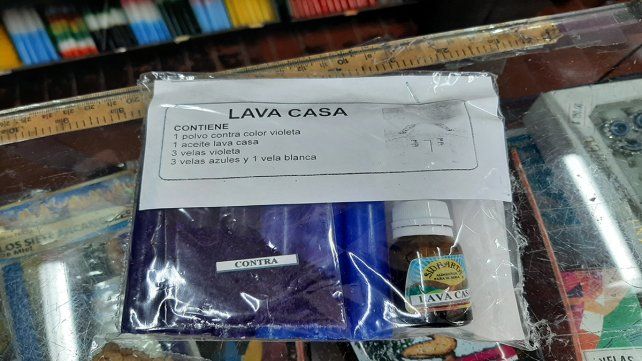 LAVA CASA
CONTIENE
1 polvo contra color violeta
1 aceite lava casa
3 velas violeta
3 velas azules y 1 vela blanca
CONTRA
LAVA CASA
VELAS